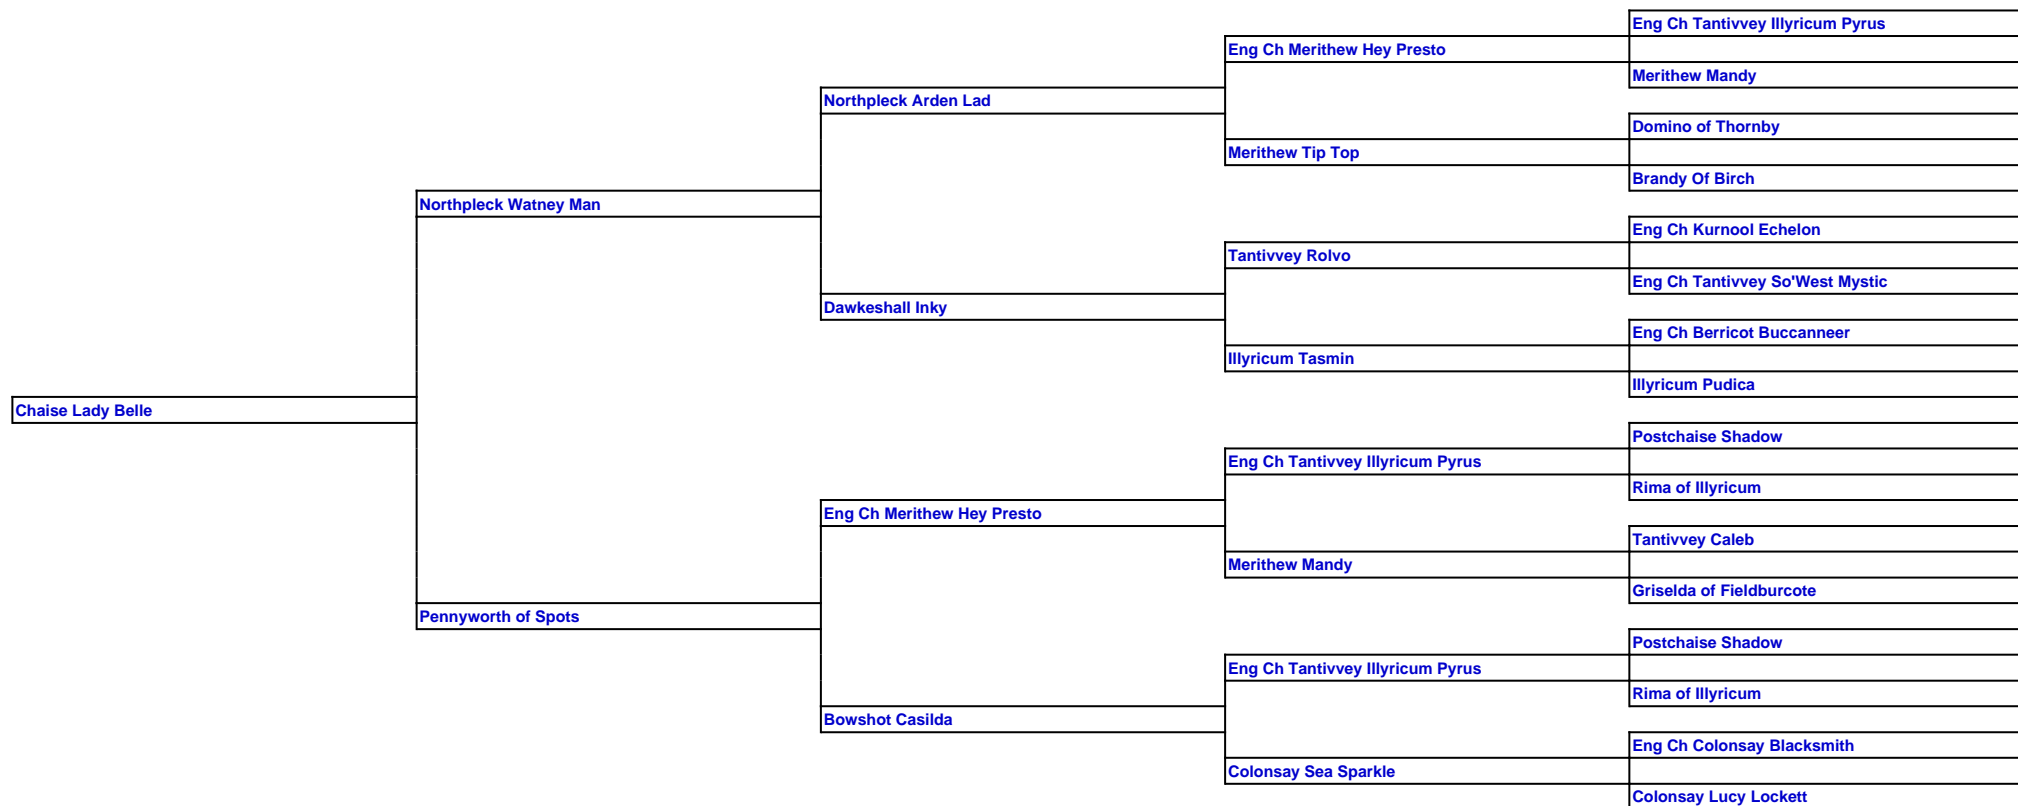 Eng Ch Tantivvey Illyricum Pyrus
Eng Ch Merithew Hey Presto
Merithew Mandy
Northpleck Arden Lad
Domino of Thornby
Merithew Tip Top
Brandy Of Birch
Northpleck Watney Man
Eng Ch Kurnool Echelon
Tantivvey Rolvo
Eng Ch Tantivvey So'West Mystic
Dawkeshall Inky
Eng Ch Berricot Buccanneer
Illyricum Tasmin
Illyricum Pudica
Chaise Lady Belle
Postchaise Shadow
Eng Ch Tantivvey Illyricum Pyrus
Rima of Illyricum
Eng Ch Merithew Hey Presto
Tantivvey Caleb
Merithew Mandy
Griselda of Fieldburcote
Pennyworth of Spots
Postchaise Shadow
Eng Ch Tantivvey Illyricum Pyrus
Rima of Illyricum
Bowshot Casilda
Eng Ch Colonsay Blacksmith
Colonsay Sea Sparkle
Colonsay Lucy Lockett